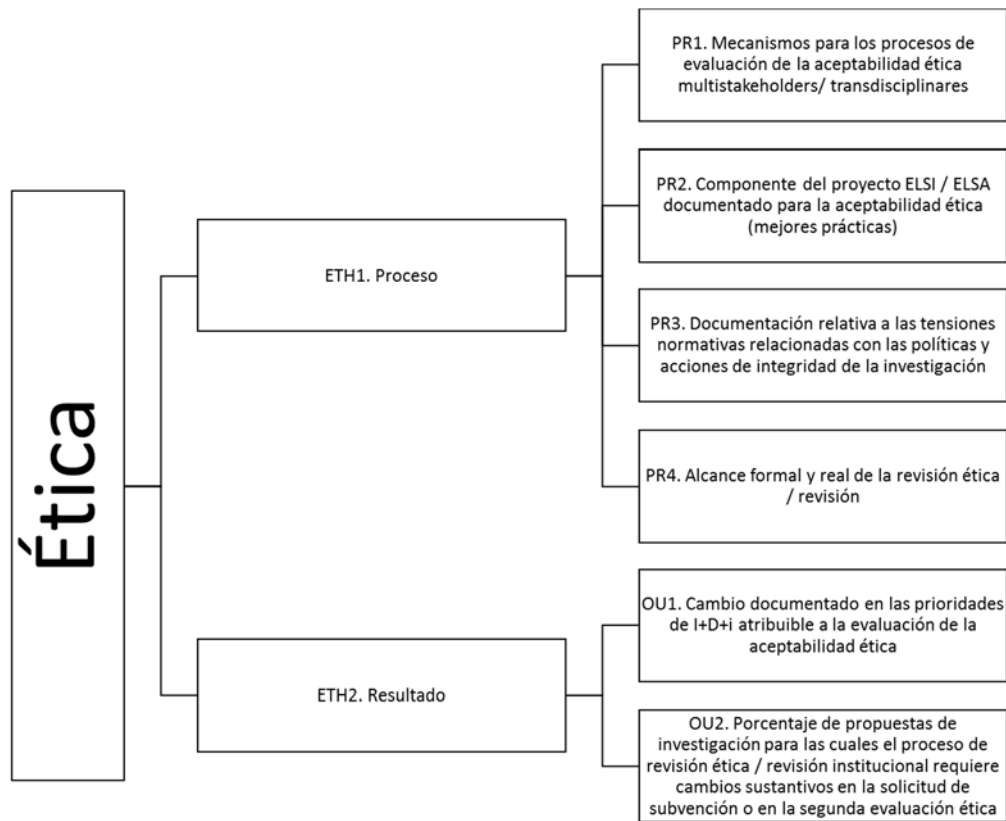 Ética
ETH1. Proceso
PR1. Mecanismos para los procesos de
evaluación de la aceptabilidad ética
multistakeholders/ transdisciplinares
PR2. Componente del proyecto ELSI / ELSA
documentado para la aceptabilidad ética
(mejores prácticas)
PR3. Documentación relativa a las tensiones
normativas relacionadas con las políticas y
acciones de integridad de la investigación
PR4. Alcance formal y real de la revisión ética
/ revisión
ETH2. Resultado
OU1. Cambio documentado en las prioridades
de I+D+i atribuible a la evaluación de la
aceptabilidad ética
OU2. Porcentaje de propuestas de
investigación para las cuales el proceso de
revisión ética / revisión institucional requiere
cambios sustantivos en la solicitud de
subvención o en la segunda evaluación ética